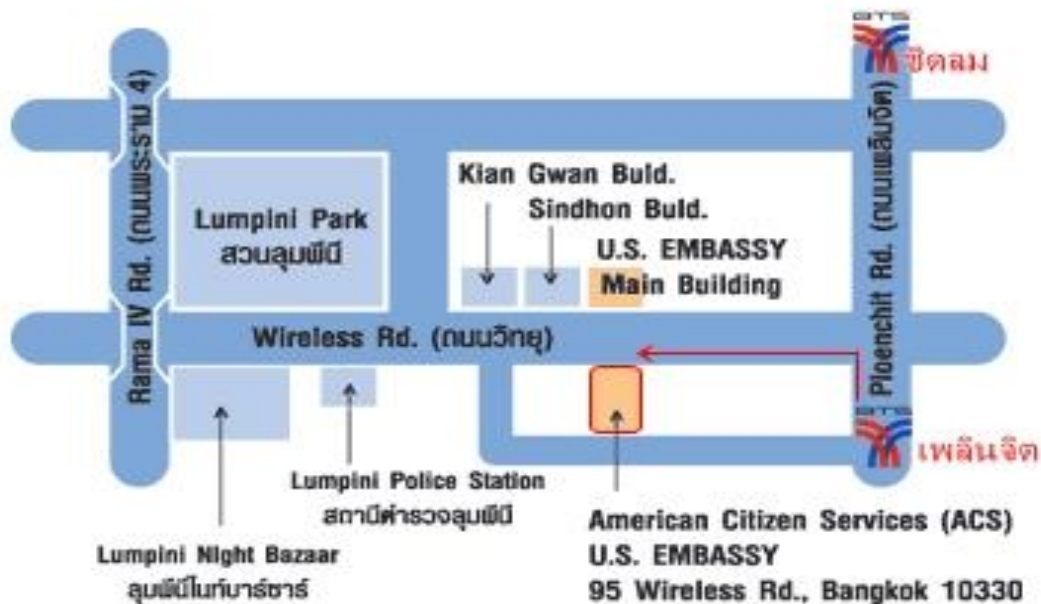 BTS
ชิดลม
Rama IV Rd. (ถนนพระราม 4)
Ploenchit Rd. (ถนนเพลินจิต)
Lumpini Park
สวนลุมพินี
Kian Gwan Buld.
Sindhon Buld.
U.S. EMBASSY
Main Building
Wireless Rd. (ถนนวิทยุ)
BTS
เพลินจิต
Lumpini Police Station
สถานีตำรวจลุมพินี
Lumpini Night Bazaar
ลุมพินีไนท์บาร์ซาร์
American Citizen Services (ACS)
U.S. EMBASSY
95 Wireless Rd., Bangkok 10330